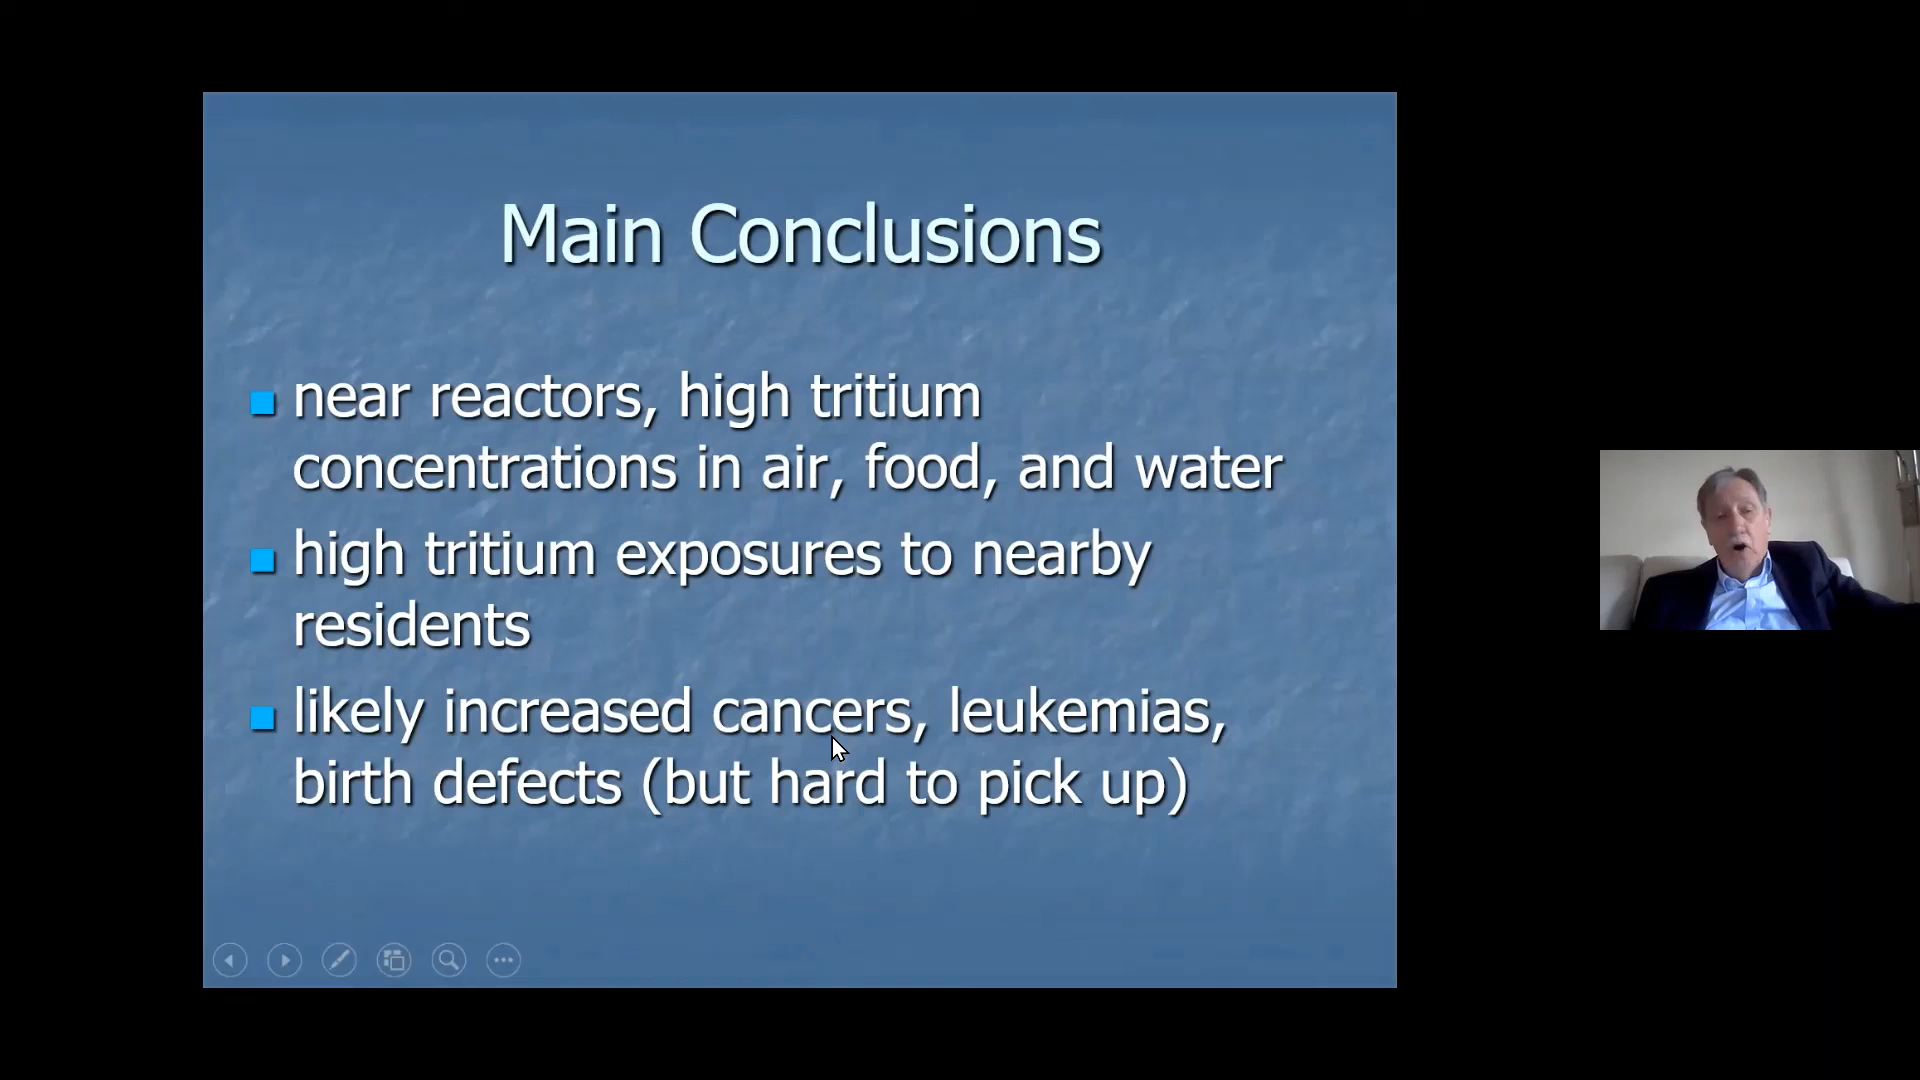 Main Conclusions
near reactors, high tritium
concentrations in air, food, and water
high tritium exposures to nearby
residents
likely increased cancers, leukemias,
birth defects (but hard to pick up)